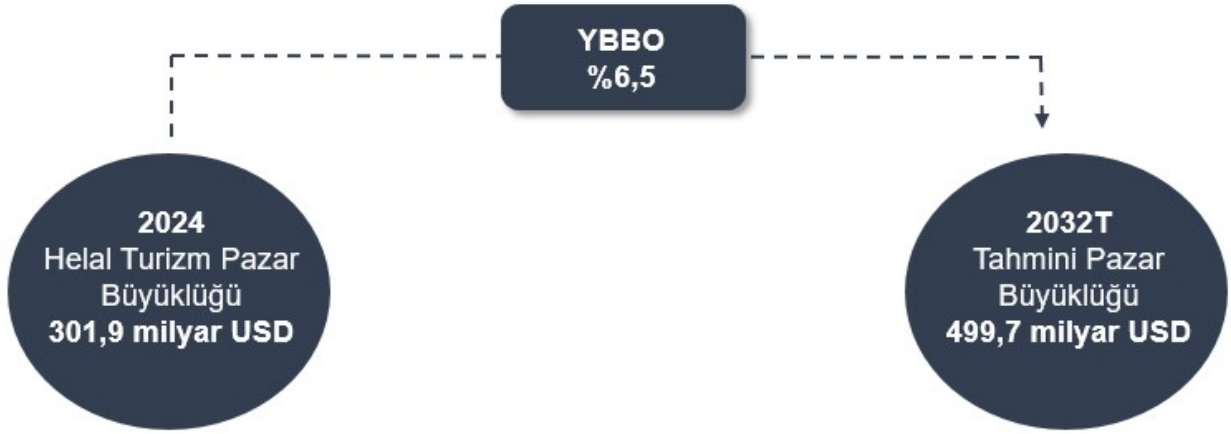 YBBO
%6,5
2024
Helal Turizm Pazar
Büyüklüğü
301,9 milyar USD
2032T
Tahmini Pazar
Büyüklüğü
499,7 milyar USD